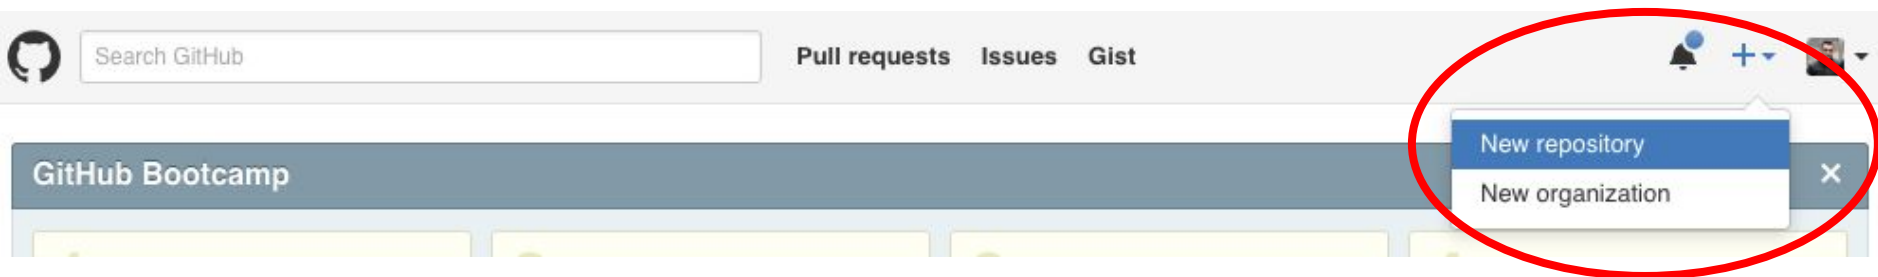 Search GitHub
Pull requests Issues Gist
New repository
GitHub Bootcamp
New organization